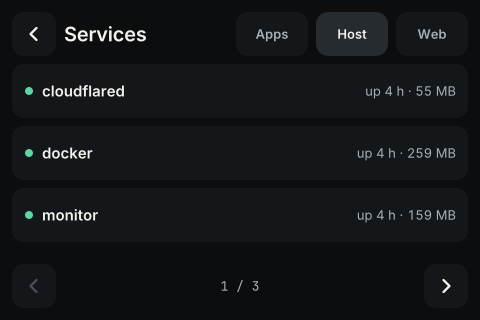 Services
Apps
Host
Web
cloudflared
up 4 h · 55 MB
docker
up 4 h · 259 MB
monitor
up 4 h · 159 MB
1 / 3